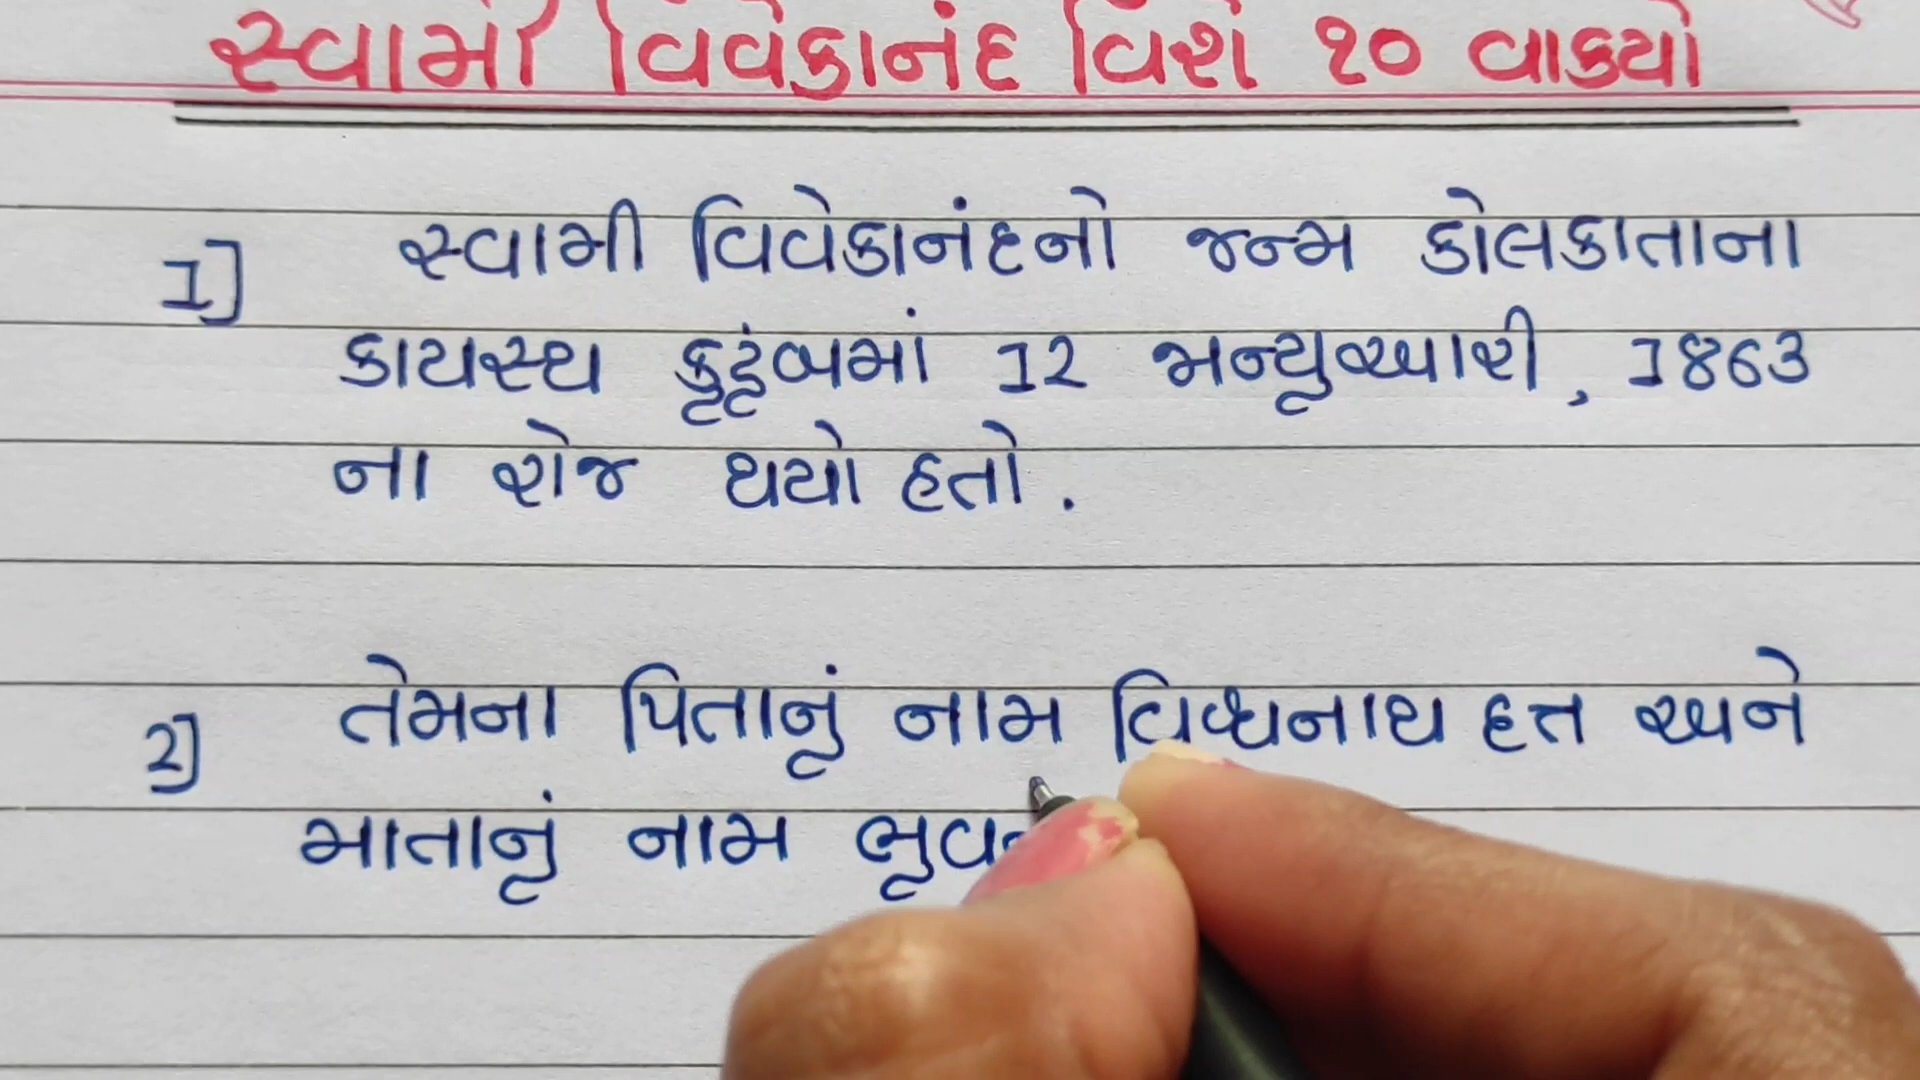 સ્વામી વિવેકાનંદ વિશે ૧૦ વાક્યો
1] સ્વામી વિવેકાનંદનો જન્મ કોલકાતાના
કાયસ્થ કુટુંબમાં 12 જાન્યુઆરી, 1863
ના રોજ થયો હતો.
2] તેમના પિતાનું નામ વિશ્વનાથ દત્ત અને
માતાનું નામ